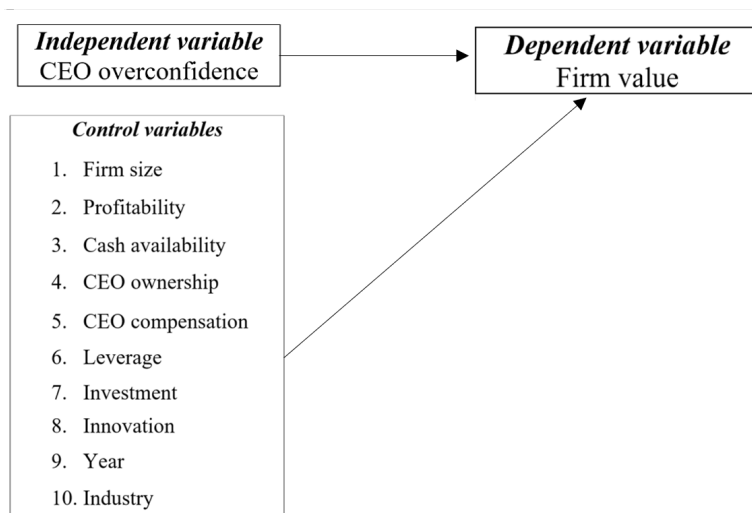 Independent variable
CEO overconfidence
Dependent variable
Firm value
Control variables
1. Firm size
2. Profitability
3. Cash availability
4. CEO ownership
5. CEO compensation
6. Leverage
7. Investment
8. Innovation
9. Year
10. Industry